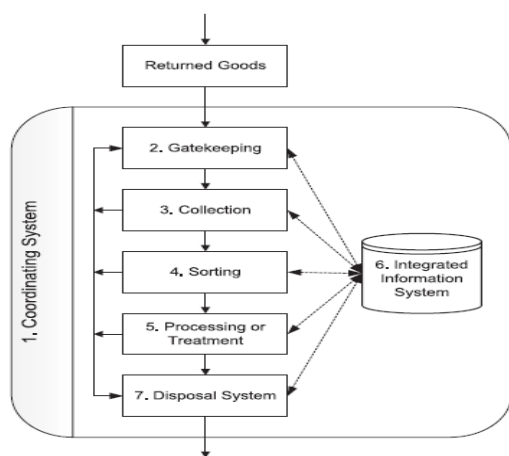 Returned Goods
1. Coordinating System
2. Gatekeeping
3. Collection
4. Sorting
5. Processing or
Treatment
6. Integrated
Information
System
7. Disposal System